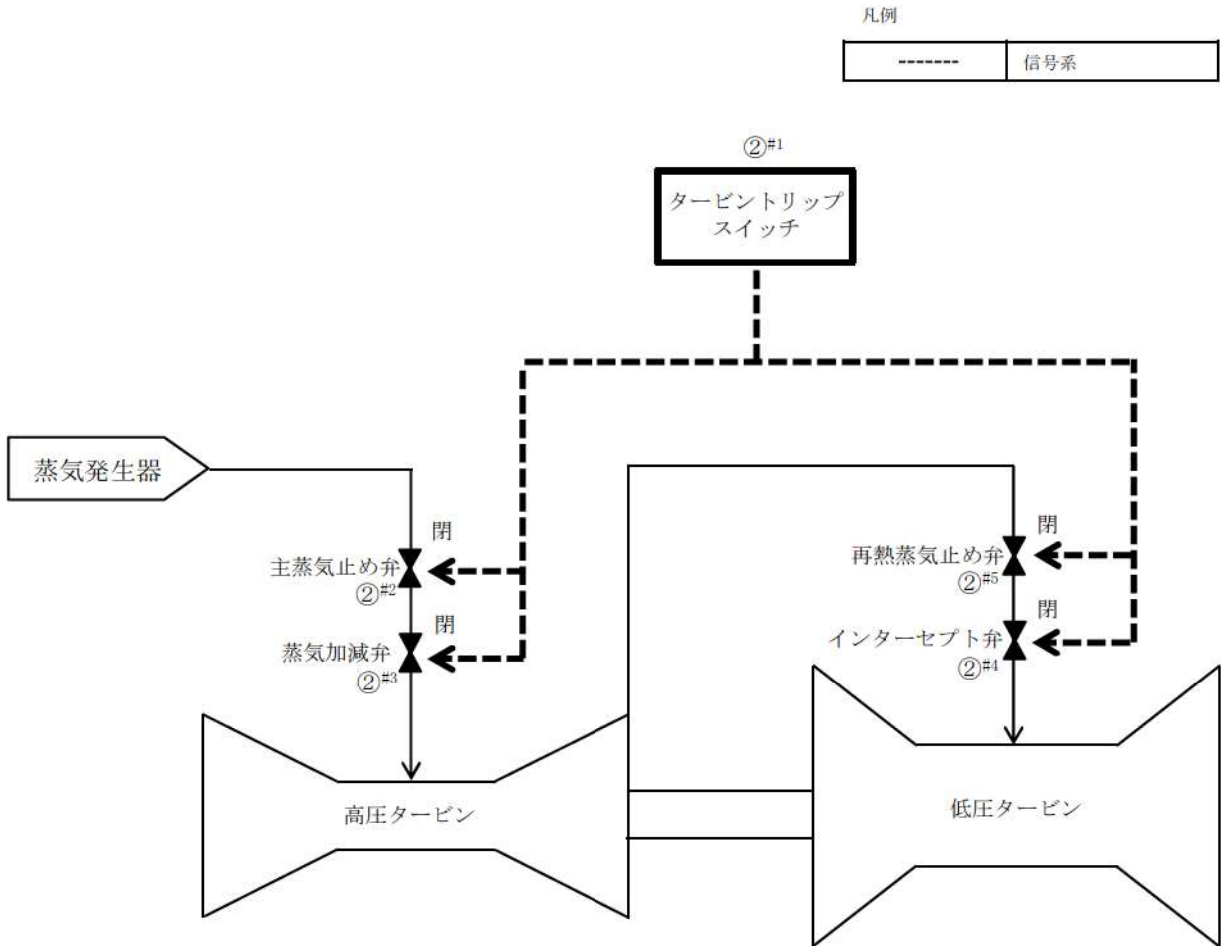 凡例
------- 信号系
②#1
タービントリップ
スイッチ
蒸気発生器
閉
主蒸気止め弁
②#2
閉
蒸気加減弁
②#3
閉
再熱蒸気止め弁
②#5
閉
インターセプト弁
②#4
高圧タービン
低圧タービン